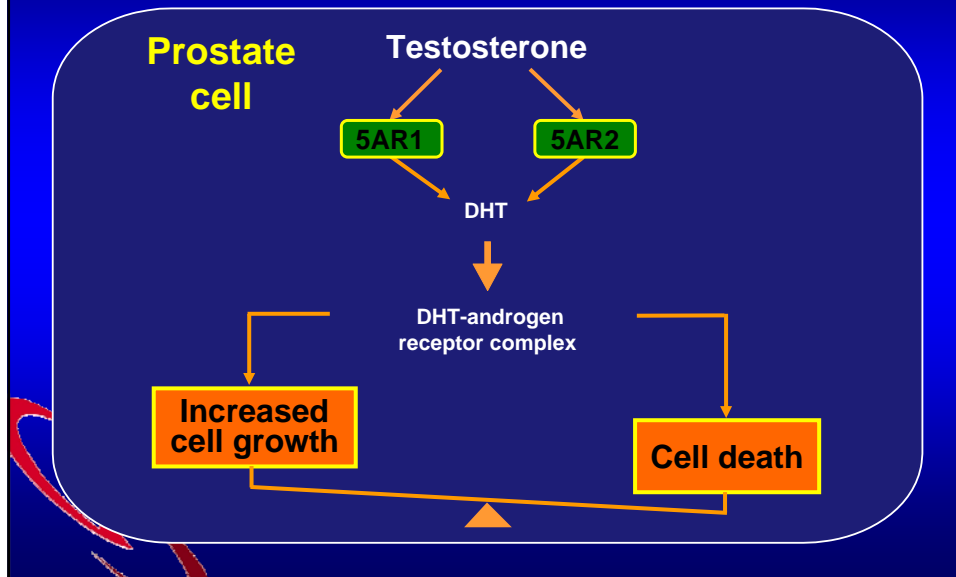 Prostate
cell
Testosterone
5AR1
5AR2
DHT
DHT-androgen
receptor complex
Increased
cell growth
Cell death